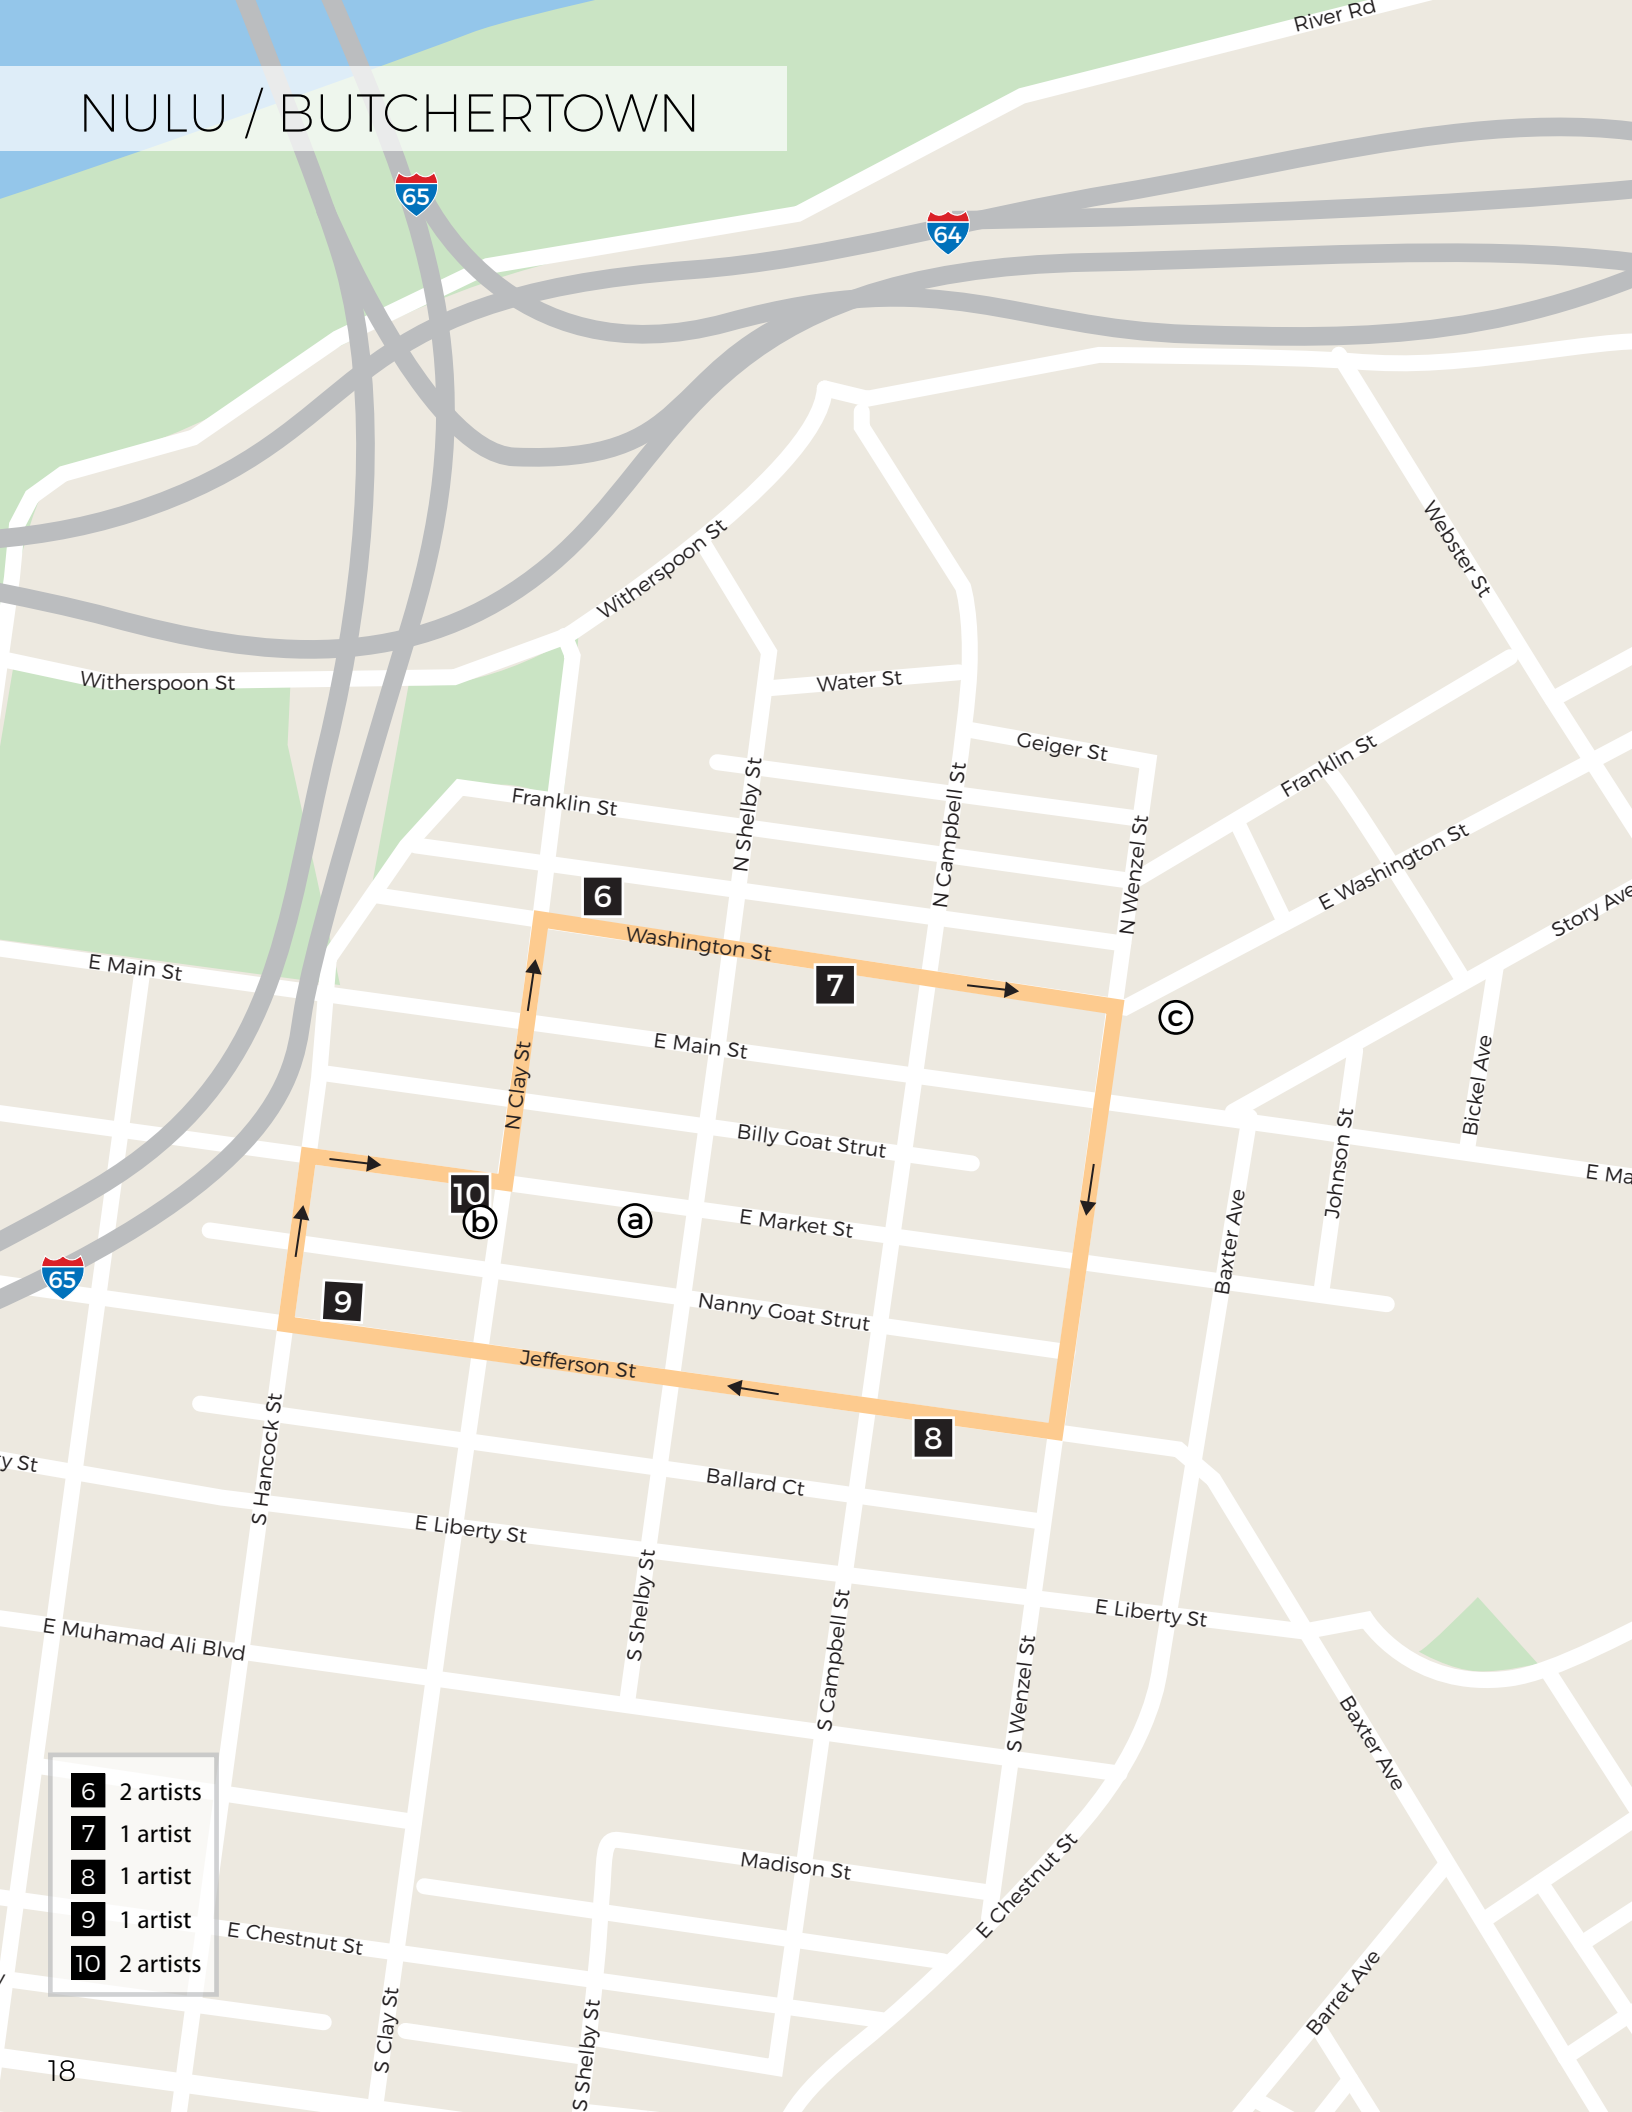 River Rd
NULU / BUTCHERTOWN
65
64
Webster St
Witherspoon St
Witherspoon St
Water St
Geiger St
Franklin St
Franklin St
N Shelby St
N Campbell St
N Wenzel St
E Washington St
Story Ave
6
Washington St
7
E Main St
c
E Main St
N Clay St
Billy Goat Strut
Bickel Ave
Johnson St
E Ma
10
b
a
E Market St
Baxter Ave
65
9
Nanny Goat Strut
Jefferson St
8
S Hancock St
y St
Ballard Ct
E Liberty St
S Shelby St
S Campbell St
E Liberty St
E Muhamad Ali Blvd
S Wenzel St
Baxter Ave
6 2 artists
7 1 artist
8 1 artist
9 1 artist
10 2 artists
Madison St
E Chestnut St
E Chestnut St
Barret Ave
S Clay St
S Shelby St
18